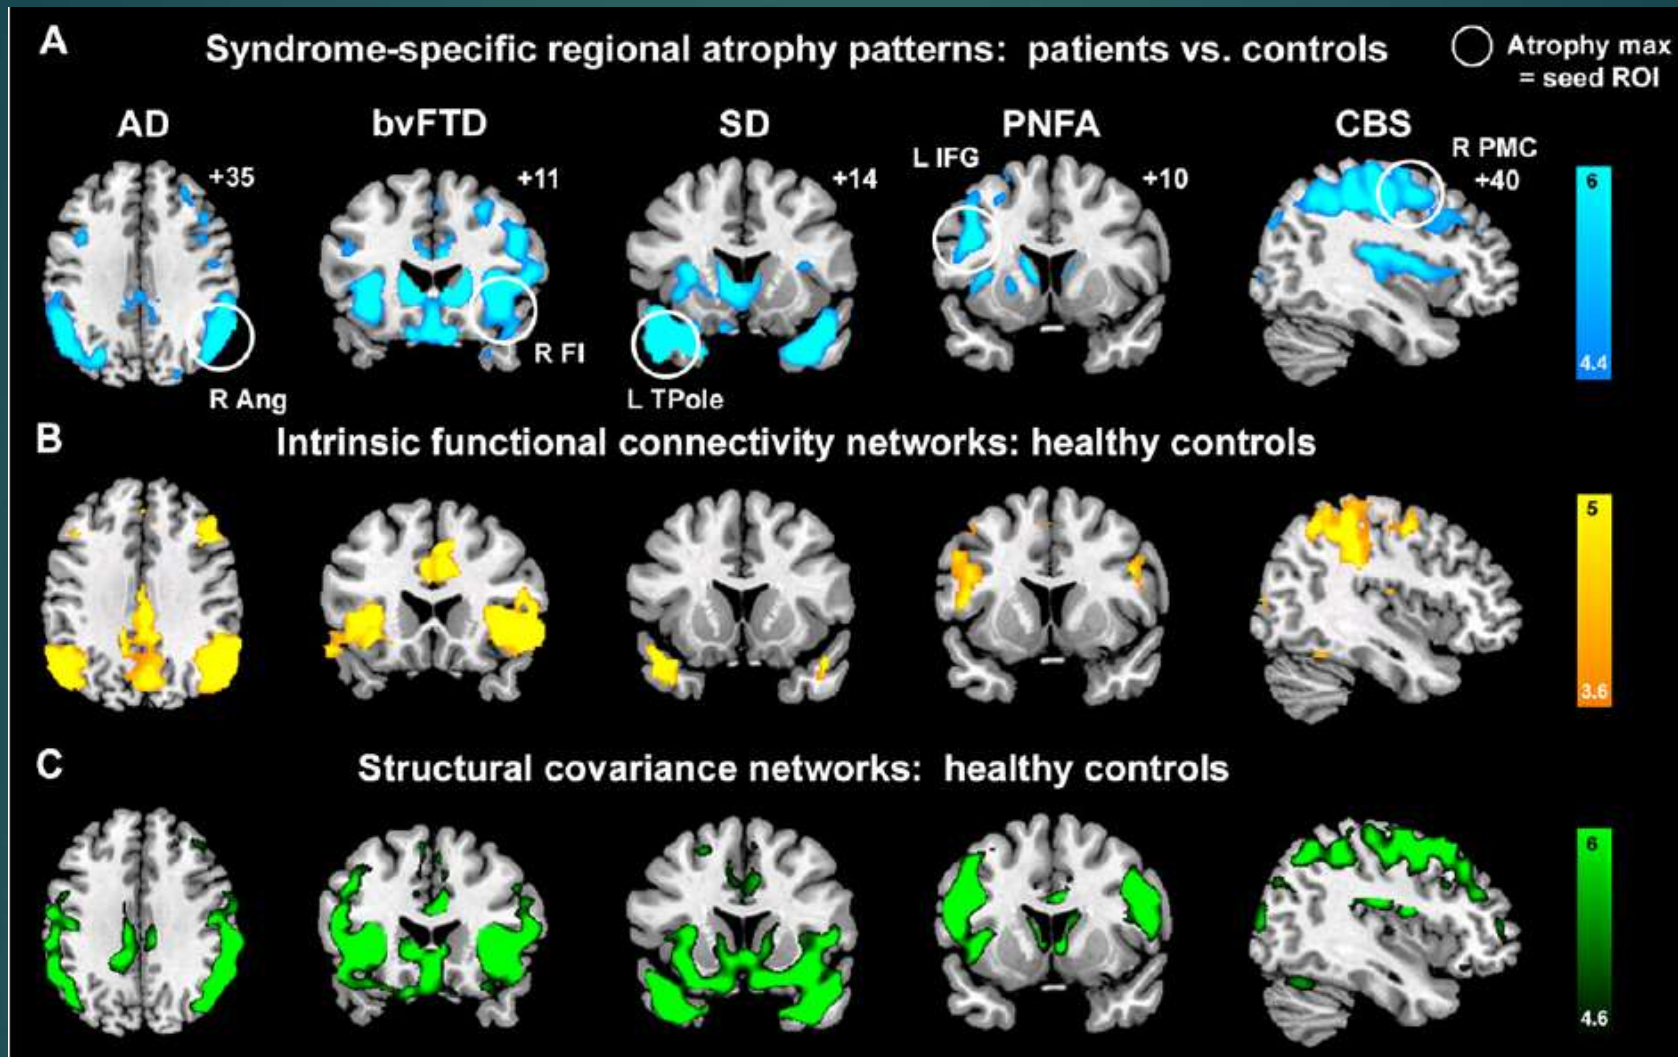 A
Syndrome-specific regional atrophy patterns: patients vs. controls
Atrophy max
= seed ROI
AD
bvFTD
SD
PNFA
CBS
+35
+11
+14
L IFG
+10
R PMC
+40
R Ang
R FI
L TPole
6
4.4
B
Intrinsic functional connectivity networks: healthy controls
5
3.6
C
Structural covariance networks: healthy controls
6
4.6